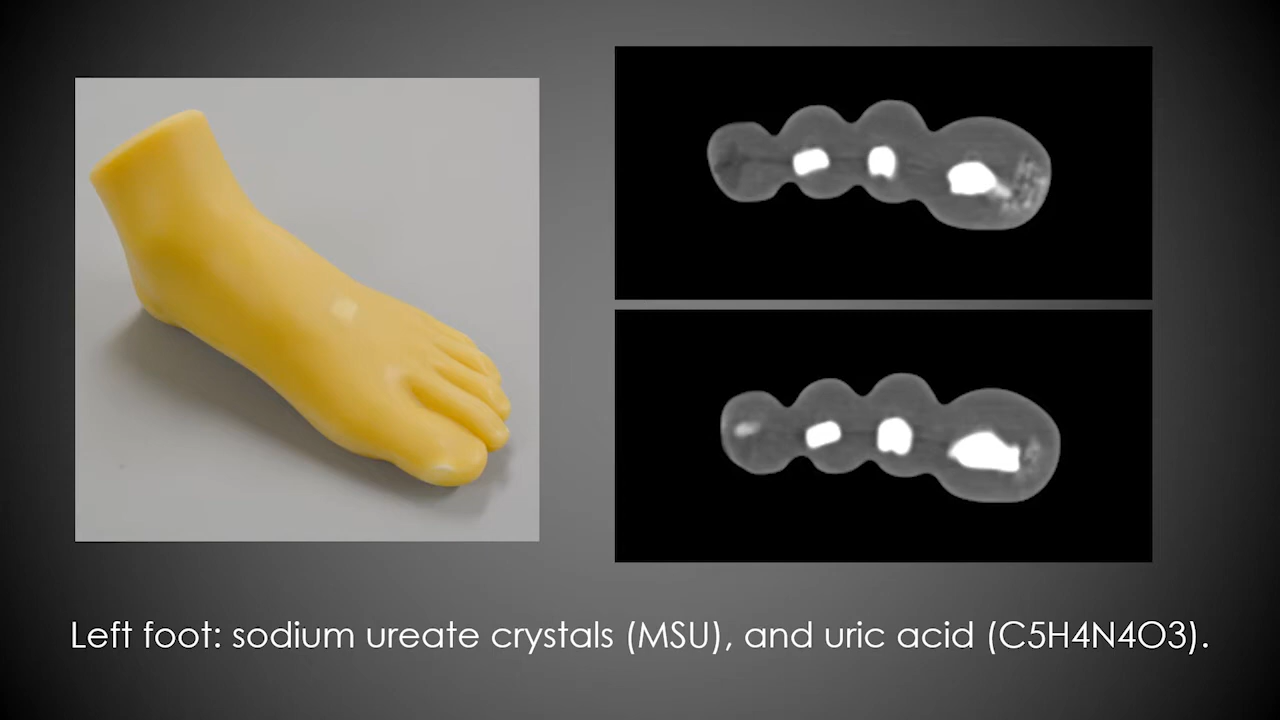 Left foot: sodium ureate crystals (MSU), and uric acid (C5H4N4O3).